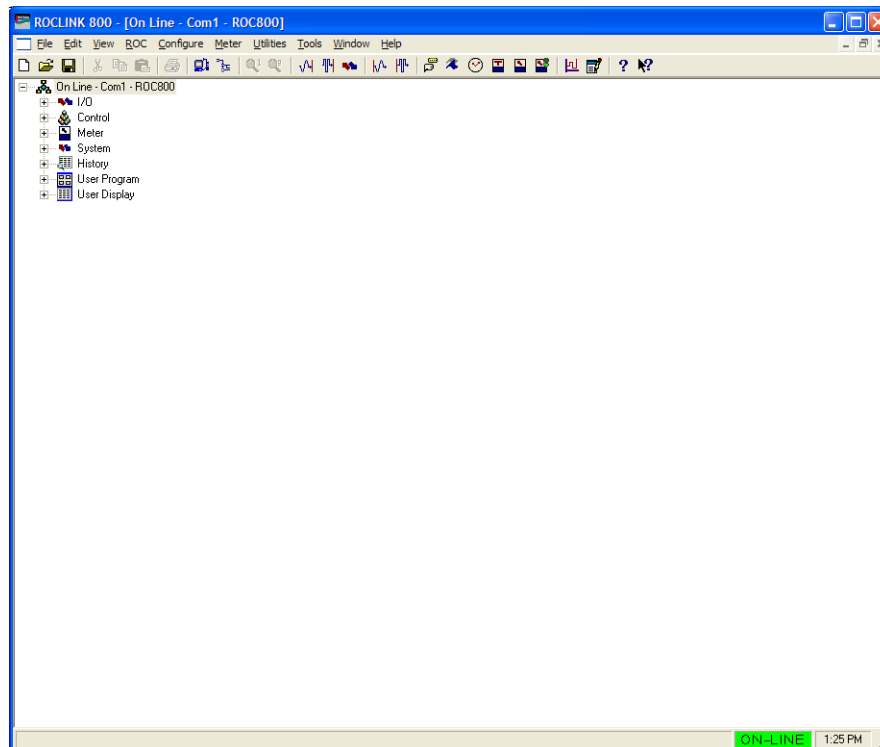 ROCLINK 800 - [On Line - Com1 - ROC800]
File Edit View ROC Configure Meter Utilities Tools Window Help
On Line - Com1 - ROC800
I/O
Control
Meter
System
History
User Program
User Display
ON-LINE 1:25 PM